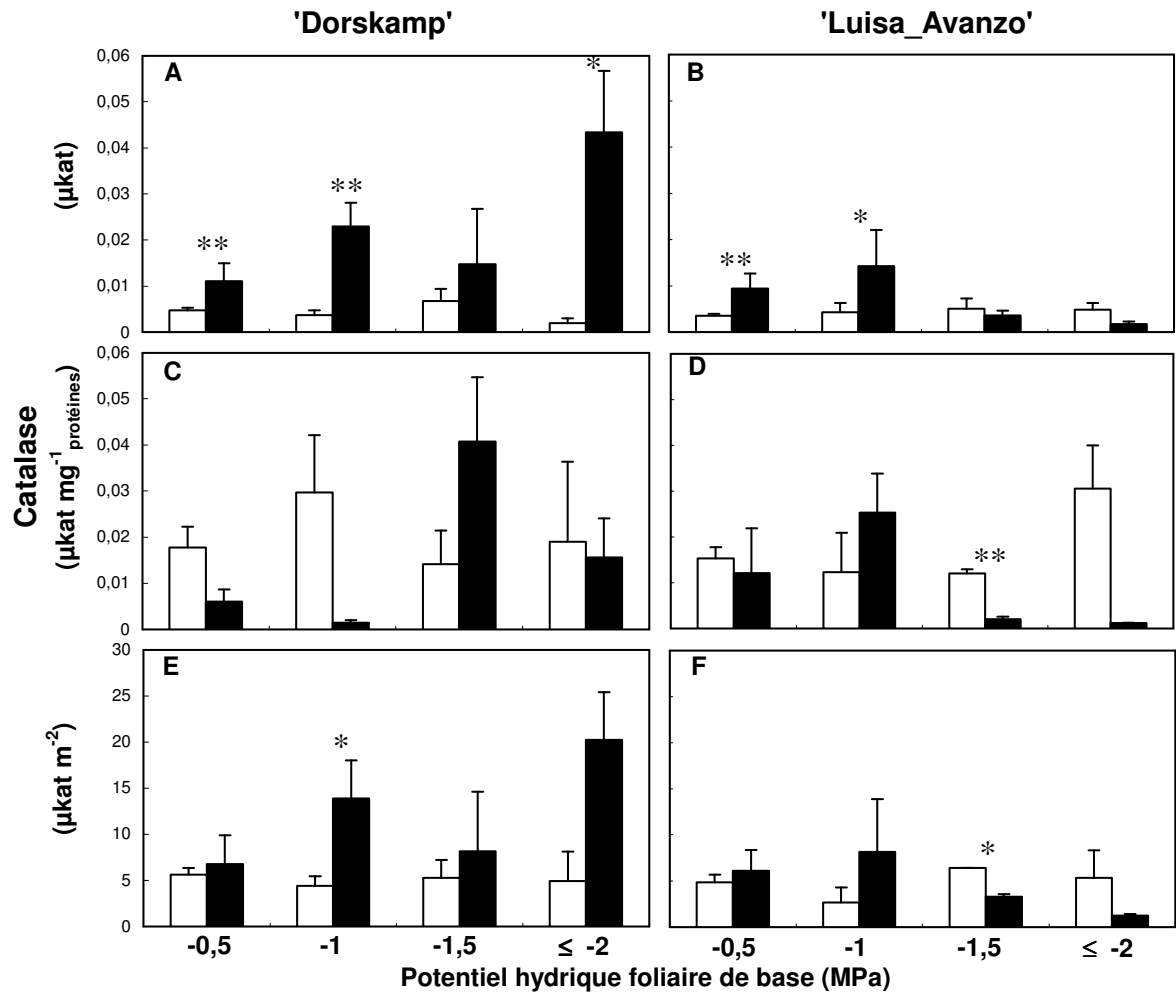 'Dorskamp' 'Luisa_Avanzo'
A
B
0,06
0,05
0,04
0,03
0,02
0,01
0
(µkat)
** ** *
** *
C
D
0,06
0,05
0,04
0,03
0,02
0,01
0
Catalase
(µkat mg-1 protéines)
**
E
F
30
25
20
15
10
5
0
(µkat m-2)
*
*
-0,5 -1 -1,5 ≤ -2 -0,5 -1 -1,5 ≤ -2
Potentiel hydrique foliaire de base (MPa)